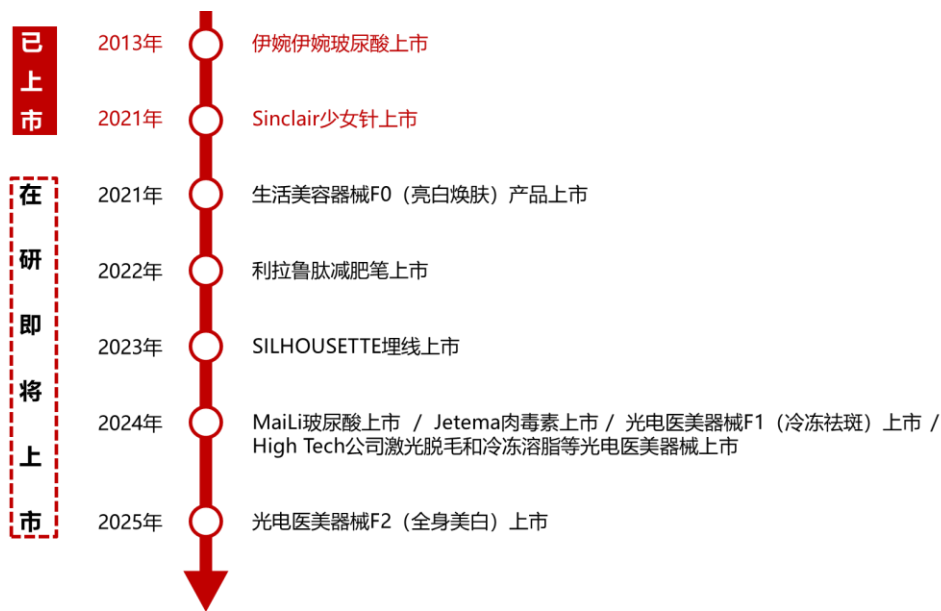 已上市
2013年 伊婉伊婉玻尿酸上市
2021年 Sinclair少女针上市
在研即将上市
2021年 生活美容器械F0（亮白焕肤）产品上市
2022年 利拉鲁肽减肥笔上市
2023年 SILHOUSETTE埋线上市
2024年 MaiLi玻尿酸上市 / Jetema肉毒素上市 / 光电医美器械F1（冷冻祛斑）上市 /
High Tech公司激光脱毛和冷冻溶脂等光电医美器械上市
2025年 光电医美器械F2（全身美白）上市